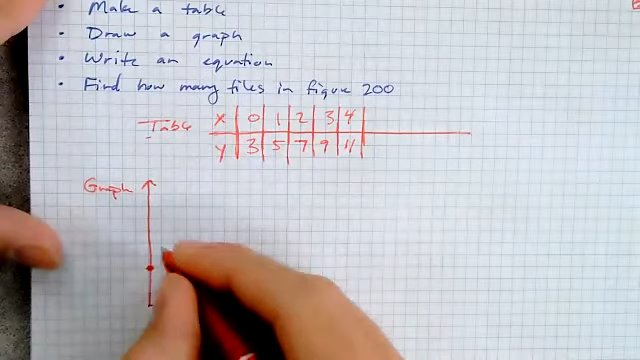 • Make a table
• Draw a graph
• Write an equation
• Find how many tiles in figure 200
Table X 0 1 2 3 4
Y 3 5 7 9 11
Graph